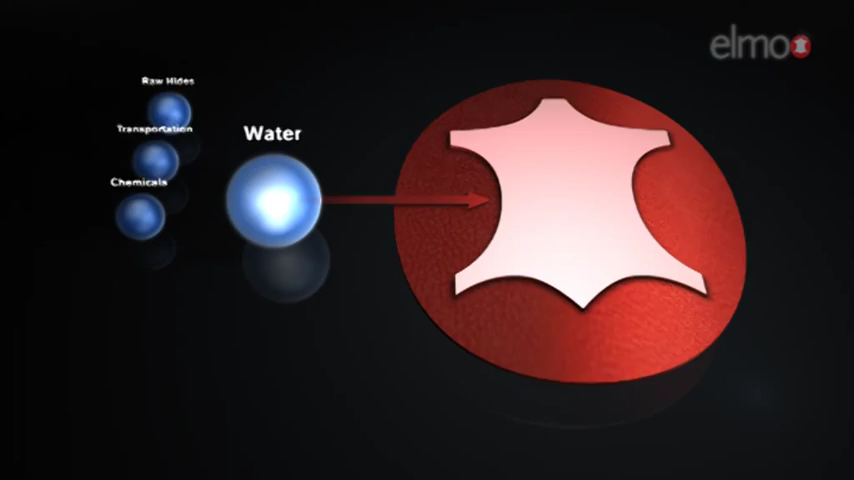 elmo
Raw Hides
Transportation
Water
Chemicals